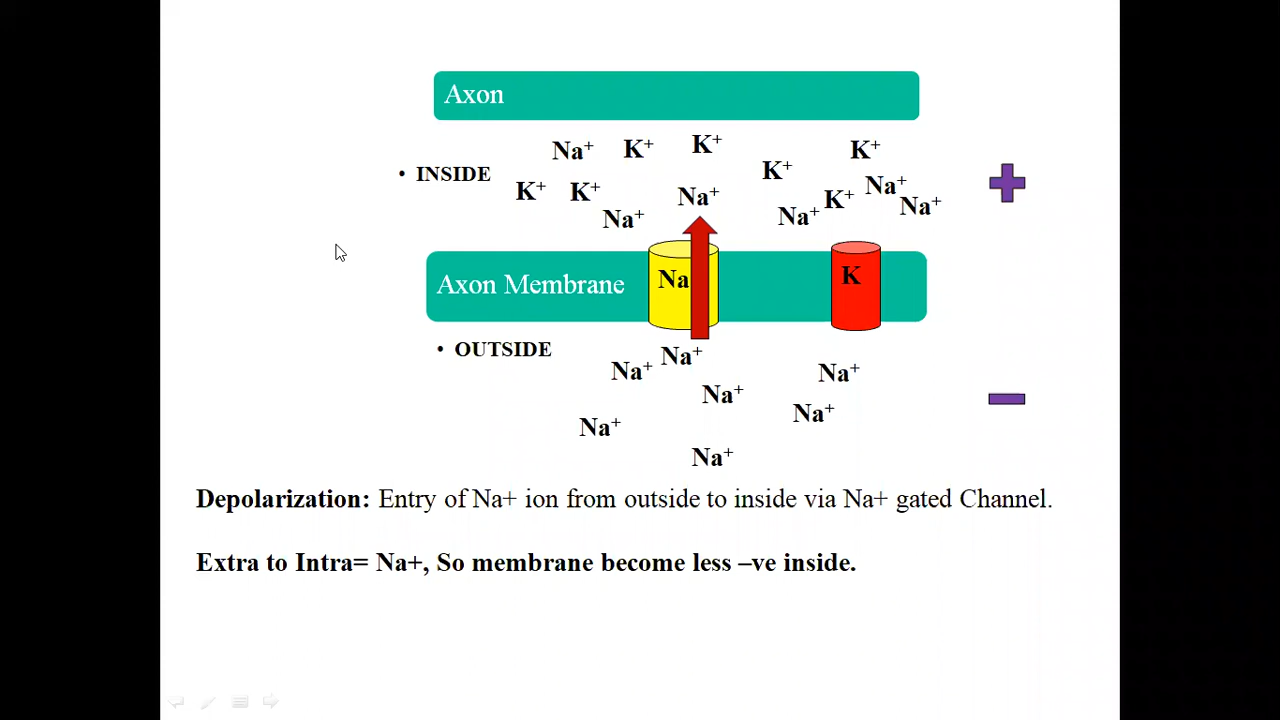 Axon
Na⁺ K⁺ K⁺ K⁺ K⁺
• INSIDE
K⁺ K⁺ Na⁺ K⁺ Na⁺ Na⁺
Na⁺ Na⁺
Axon Membrane Na K
• OUTSIDE
Na⁺ Na⁺ Na⁺
Na⁺ Na⁺
Na⁺
Na⁺
Depolarization: Entry of Na+ ion from outside to inside via Na+ gated Channel.
Extra to Intra= Na+, So membrane become less –ve inside.